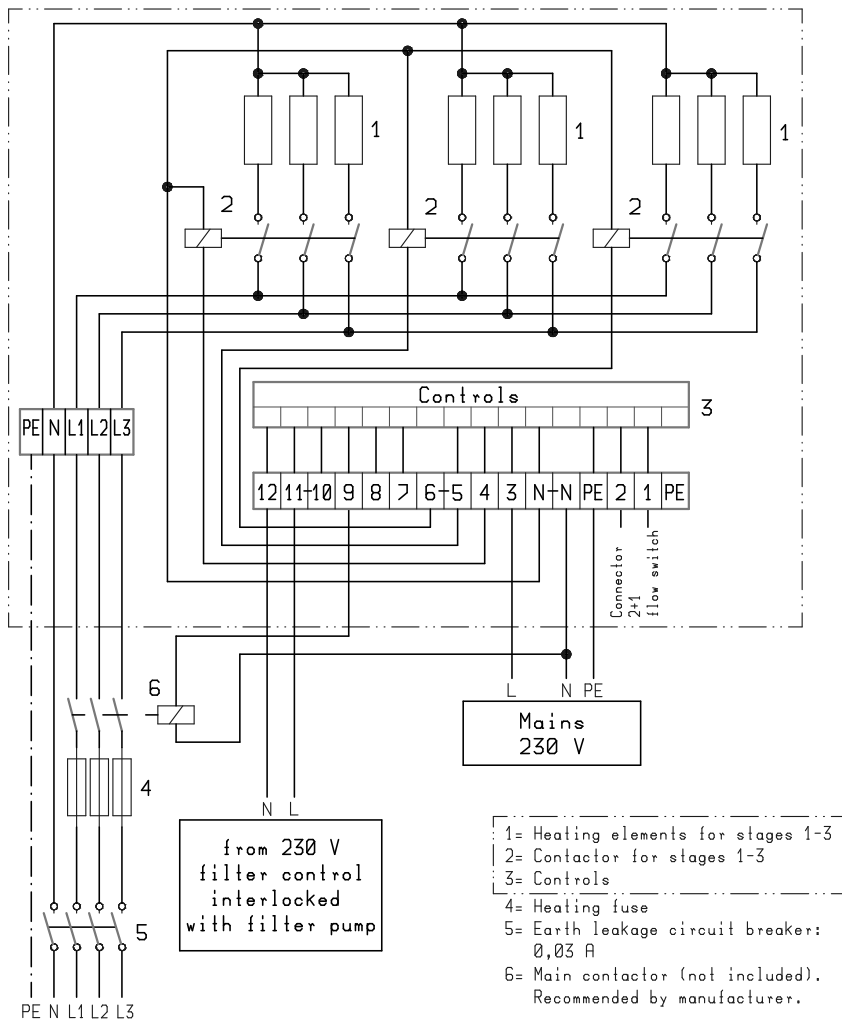 1
1
1
2
2
2
Controls
3
PE N L1 L2 L3
12 11-10 9 8 7 6-5 4 3 N-N PE 2 1 PE
Connector
2+1
flow switch
6
L N PE
Mains
230 V
4
N L
from 230 V
filter control
interlocked
with filter pump
5
PE N L1 L2 L3
1= Heating elements for stages 1-3
2= Contactor for stages 1-3
3= Controls
4= Heating fuse
5= Earth leakage circuit breaker:
0,03 A
6= Main contactor (not included).
Recommended by manufacturer.